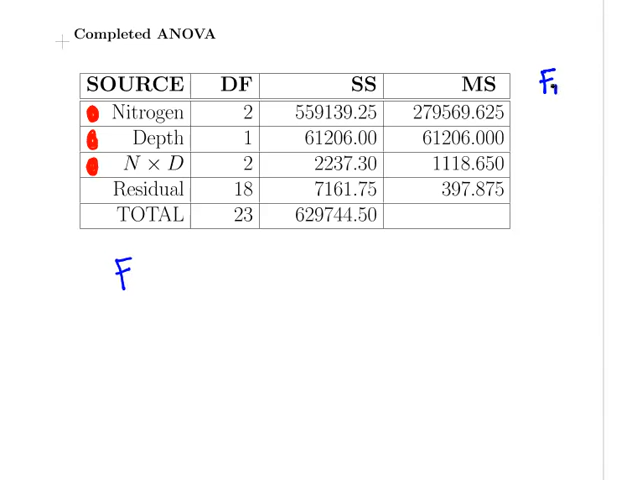 Completed ANOVA
SOURCE DF SS MS F
Nitrogen 2 559139.25 279569.625
Depth 1 61206.00 61206.000
N × D 2 2237.30 1118.650
Residual 18 7161.75 397.875
TOTAL 23 629744.50
F